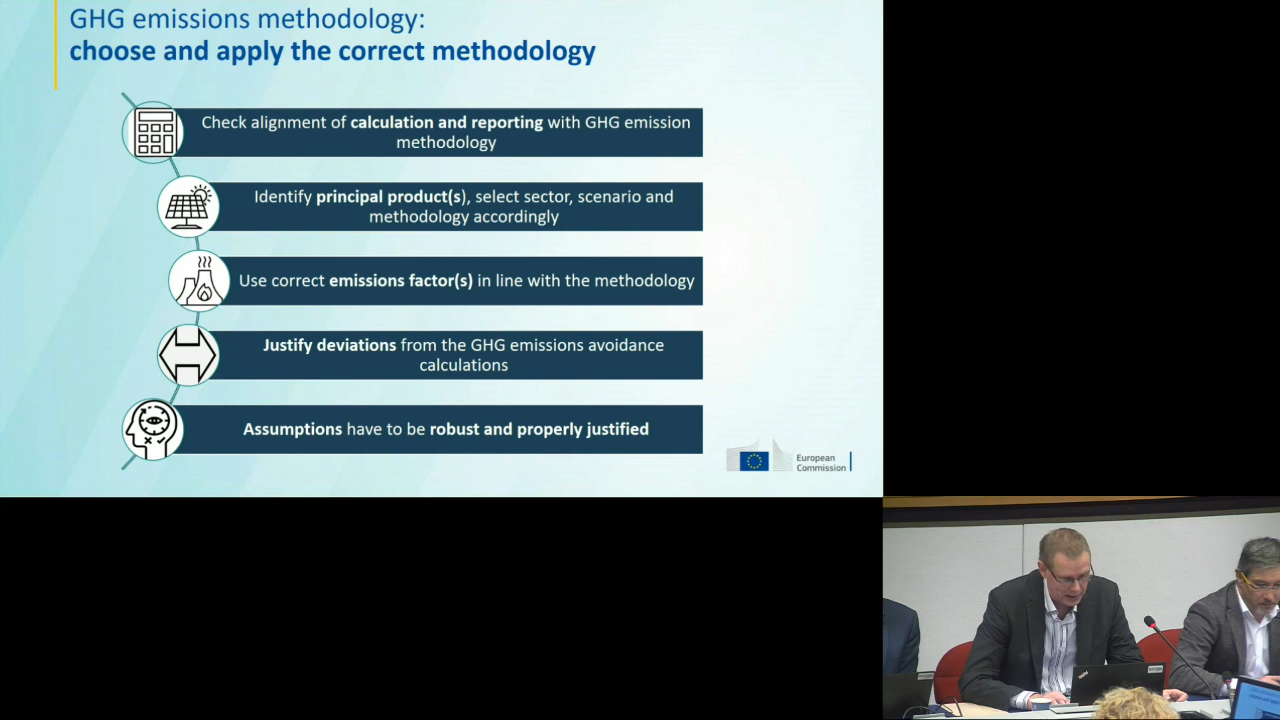 GHG emissions methodology:
choose and apply the correct methodology
Check alignment of calculation and reporting with GHG emission
methodology
Identify principal product(s), select sector, scenario and
methodology accordingly
Use correct emissions factor(s) in line with the methodology
Justify deviations from the GHG emissions avoidance
calculations
Assumptions have to be robust and properly justified
European
Commission